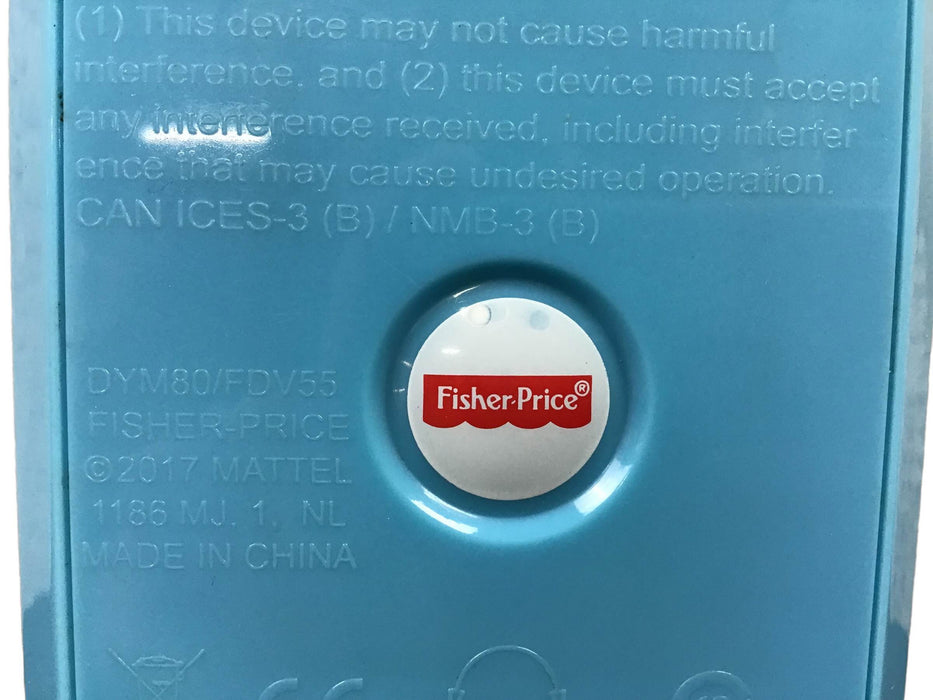 (1) This device may not cause harmful
interference, and (2) this device must accept
any interference received, including interfer
ence that may cause undesired operation.
CAN ICES-3 (B) / NMB-3 (B)
Fisher-Price®
DYM80/FDV55
FISHER-PRICE
©2017 MATTEL
1186 MJ. 1, NL
MADE IN CHINA
CE